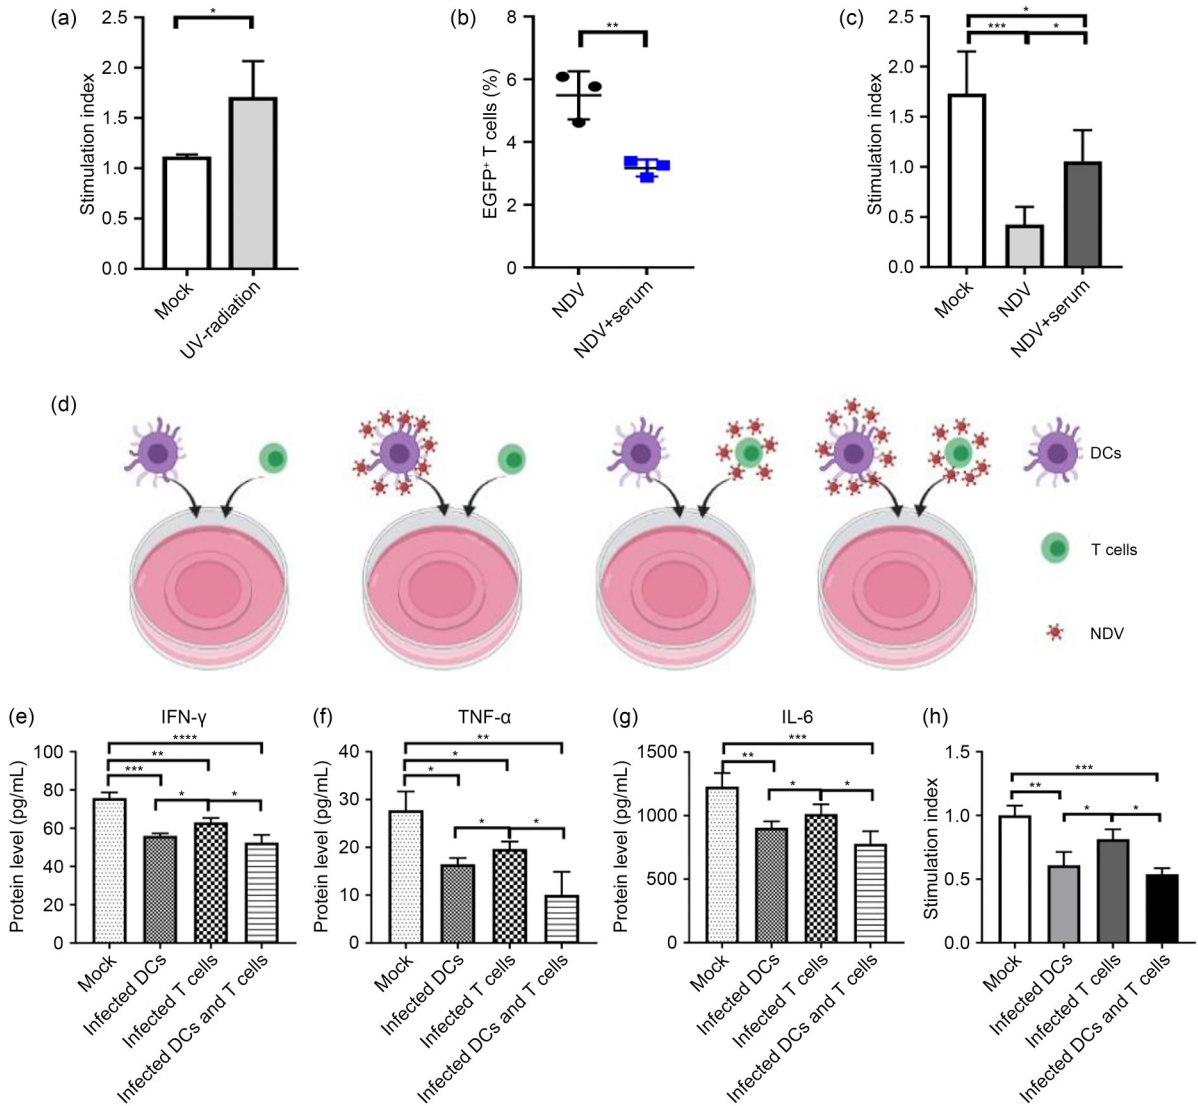 (a)
Stimulation index
2.5
2.0
1.5
1.0
0.5
0.0
*
Mock
UV-radiation
(b)
EGFP+ T cells (%)
8
6
4
2
0
**
NDV
NDV+serum
(c)
Stimulation index
2.5
2.0
1.5
1.0
0.5
0.0
*
***
*
Mock
NDV
NDV+serum
(d)
DCs
T cells
NDV
(e)
IFN-γ
Protein level (pg/mL)
100
80
60
40
20
0
****
**
***
*
*
Mock
Infected DCs
Infected T cells
Infected DCs and T cells
(f)
TNF-α
Protein level (pg/mL)
40
30
20
10
0
**
*
*
*
*
Mock
Infected DCs
Infected T cells
Infected DCs and T cells
(g)
IL-6
Protein level (pg/mL)
1500
1000
500
0
***
**
*
*
Mock
Infected DCs
Infected T cells
Infected DCs and T cells
(h)
Stimulation index
1.5
1.0
0.5
0.0
***
**
*
*
Mock
Infected DCs
Infected T cells
Infected DCs and T cells